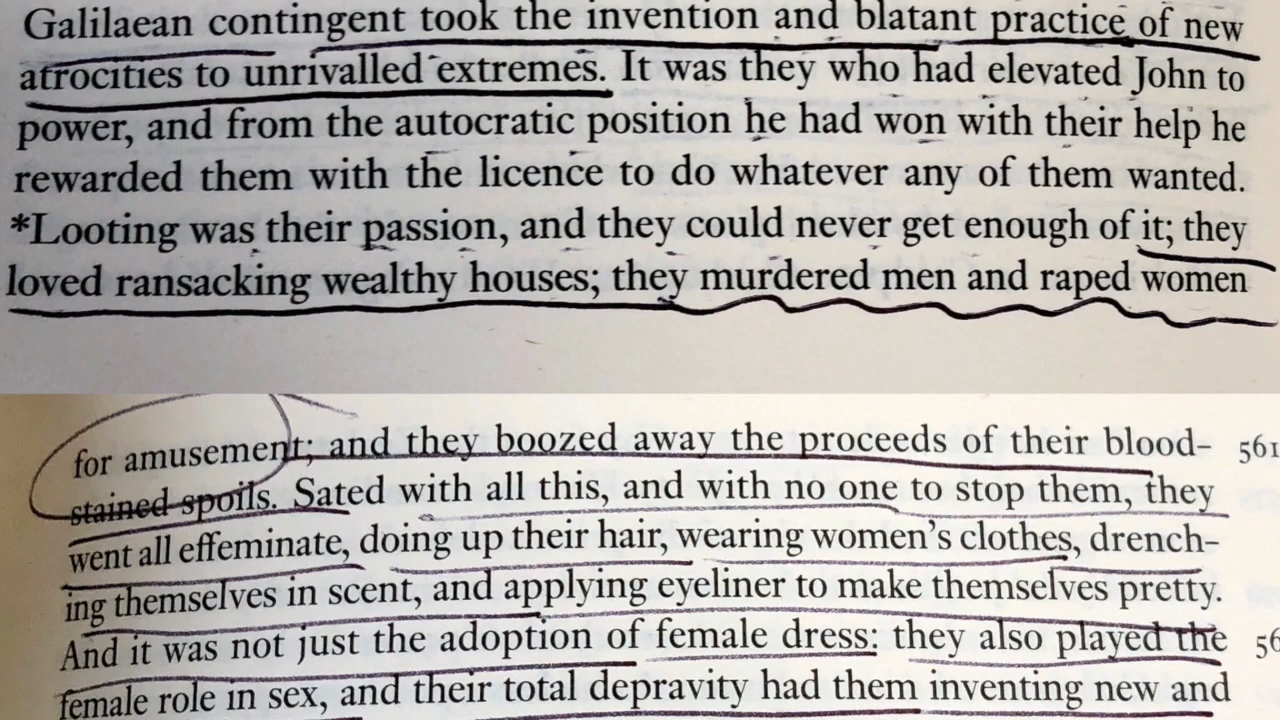 Galilaean contingent took the invention and blatant practice of new
atrocities to unrivalled extremes. It was they who had elevated John to
power, and from the autocratic position he had won with their help he
rewarded them with the licence to do whatever any of them wanted.
*Looting was their passion, and they could never get enough of it; they
loved ransacking wealthy houses; they murdered men and raped women
for amusement; and they boozed away the proceeds of their blood- 561
stained spoils. Sated with all this, and with no one to stop them, they
went all effeminate, doing up their hair, wearing women's clothes, drench-
ing themselves in scent, and applying eyeliner to make themselves pretty.
And it was not just the adoption of female dress: they also played the 56
female role in sex, and their total depravity had them inventing new and